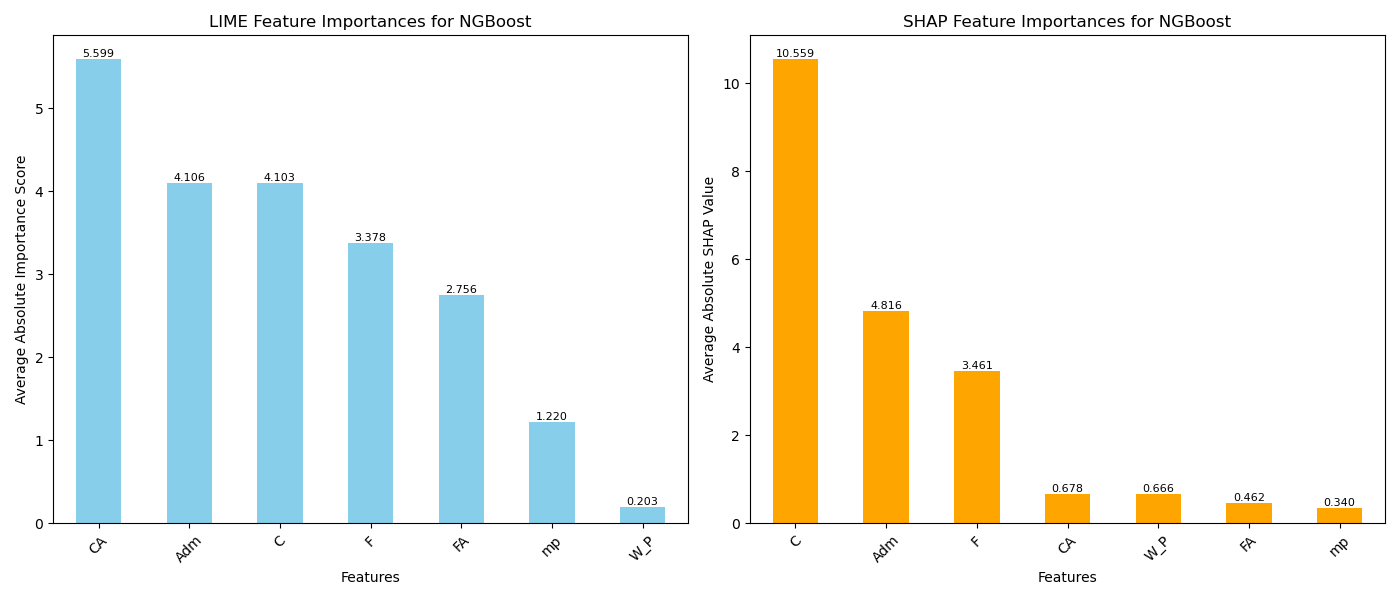 LIME Feature Importances for NGBoost
Average Absolute Importance Score
5
4
3
2
1
0
5.599
4.106
4.103
3.378
2.756
1.220
0.203
CA
Adm
C
F
FA
mp
W_P
Features
SHAP Feature Importances for NGBoost
Average Absolute SHAP Value
10
8
6
4
2
0
10.559
4.816
3.461
0.678
0.666
0.462
0.340
C
Adm
F
CA
W_P
FA
mp
Features